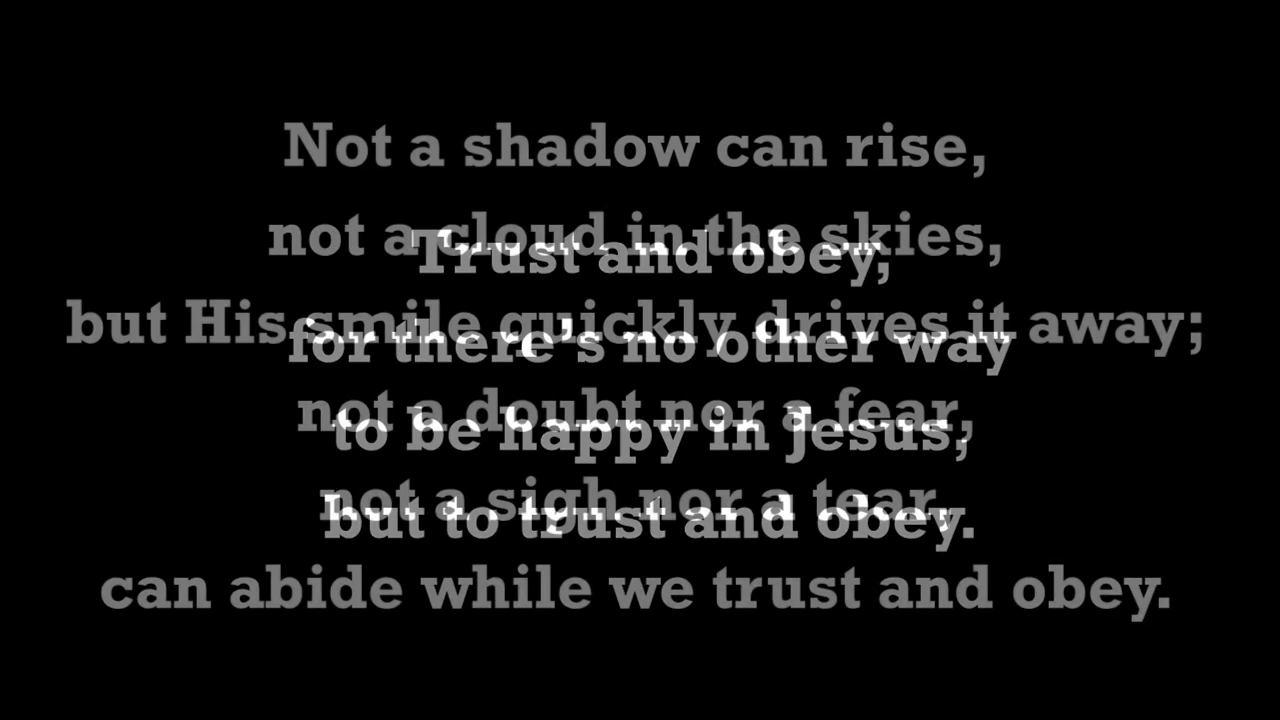 Not a shadow can rise,
not a cloud in the skies,
Trust and obey,
but His smile quickly drives it away;
for there's no other way
not a doubt nor a fear,
to be happy in Jesus,
not a sigh nor a tear,
but to trust and obey.
can abide while we trust and obey.